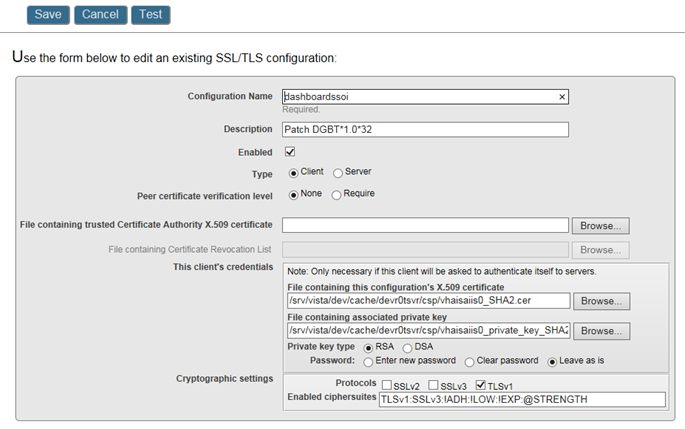 Save Cancel Test
Use the form below to edit an existing SSL/TLS configuration:
Configuration Name dashboardssoi ×
Required.
Description Patch DGBT*1.0*32
Enabled
Type Client Server
Peer certificate verification level None Require
File containing trusted Certificate Authority X.509 certificate Browse...
File containing Certificate Revocation List Browse...
This client's credentials Note: Only necessary if this client will be asked to authenticate itself to servers.
File containing this configuration's X.509 certificate
/srv/vista/dev/cache/devr0tsvr/csp/vhaisaiis0_SHA2.cer Browse...
File containing associated private key
/srv/vista/dev/cache/devr0tsvr/csp/vhaisaiis0_private_key_SHA2 Browse...
Private key type RSA DSA
Password: Enter new password Clear password Leave as is
Cryptographic settings Protocols SSLv2 SSLv3 TLSv1
Enabled ciphersuites TLSv1:SSLv3:!ADH:!LOW:!EXP:@STRENGTH